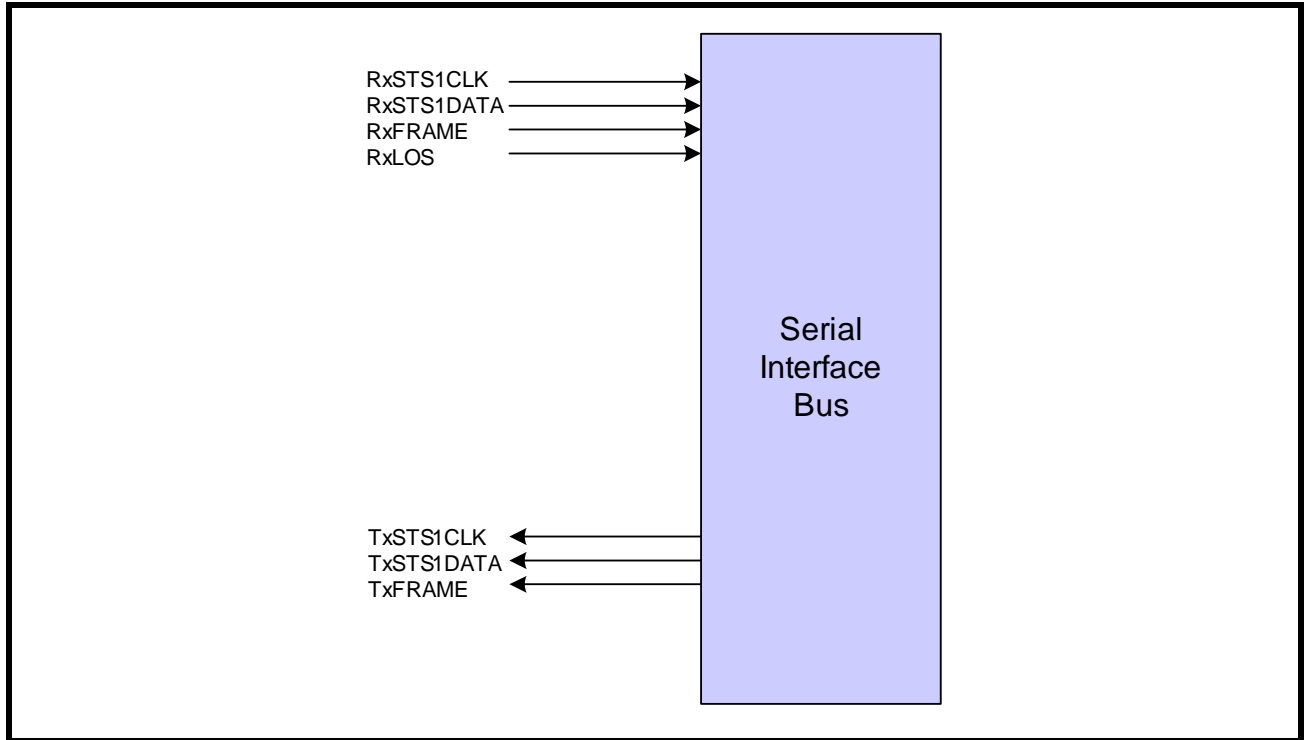 RxSTS1CLK
RxSTS1DATA
RxFRAME
RxLOS
Serial
Interface
Bus
TxSTS1CLK
TxSTS1DATA
TxFRAME